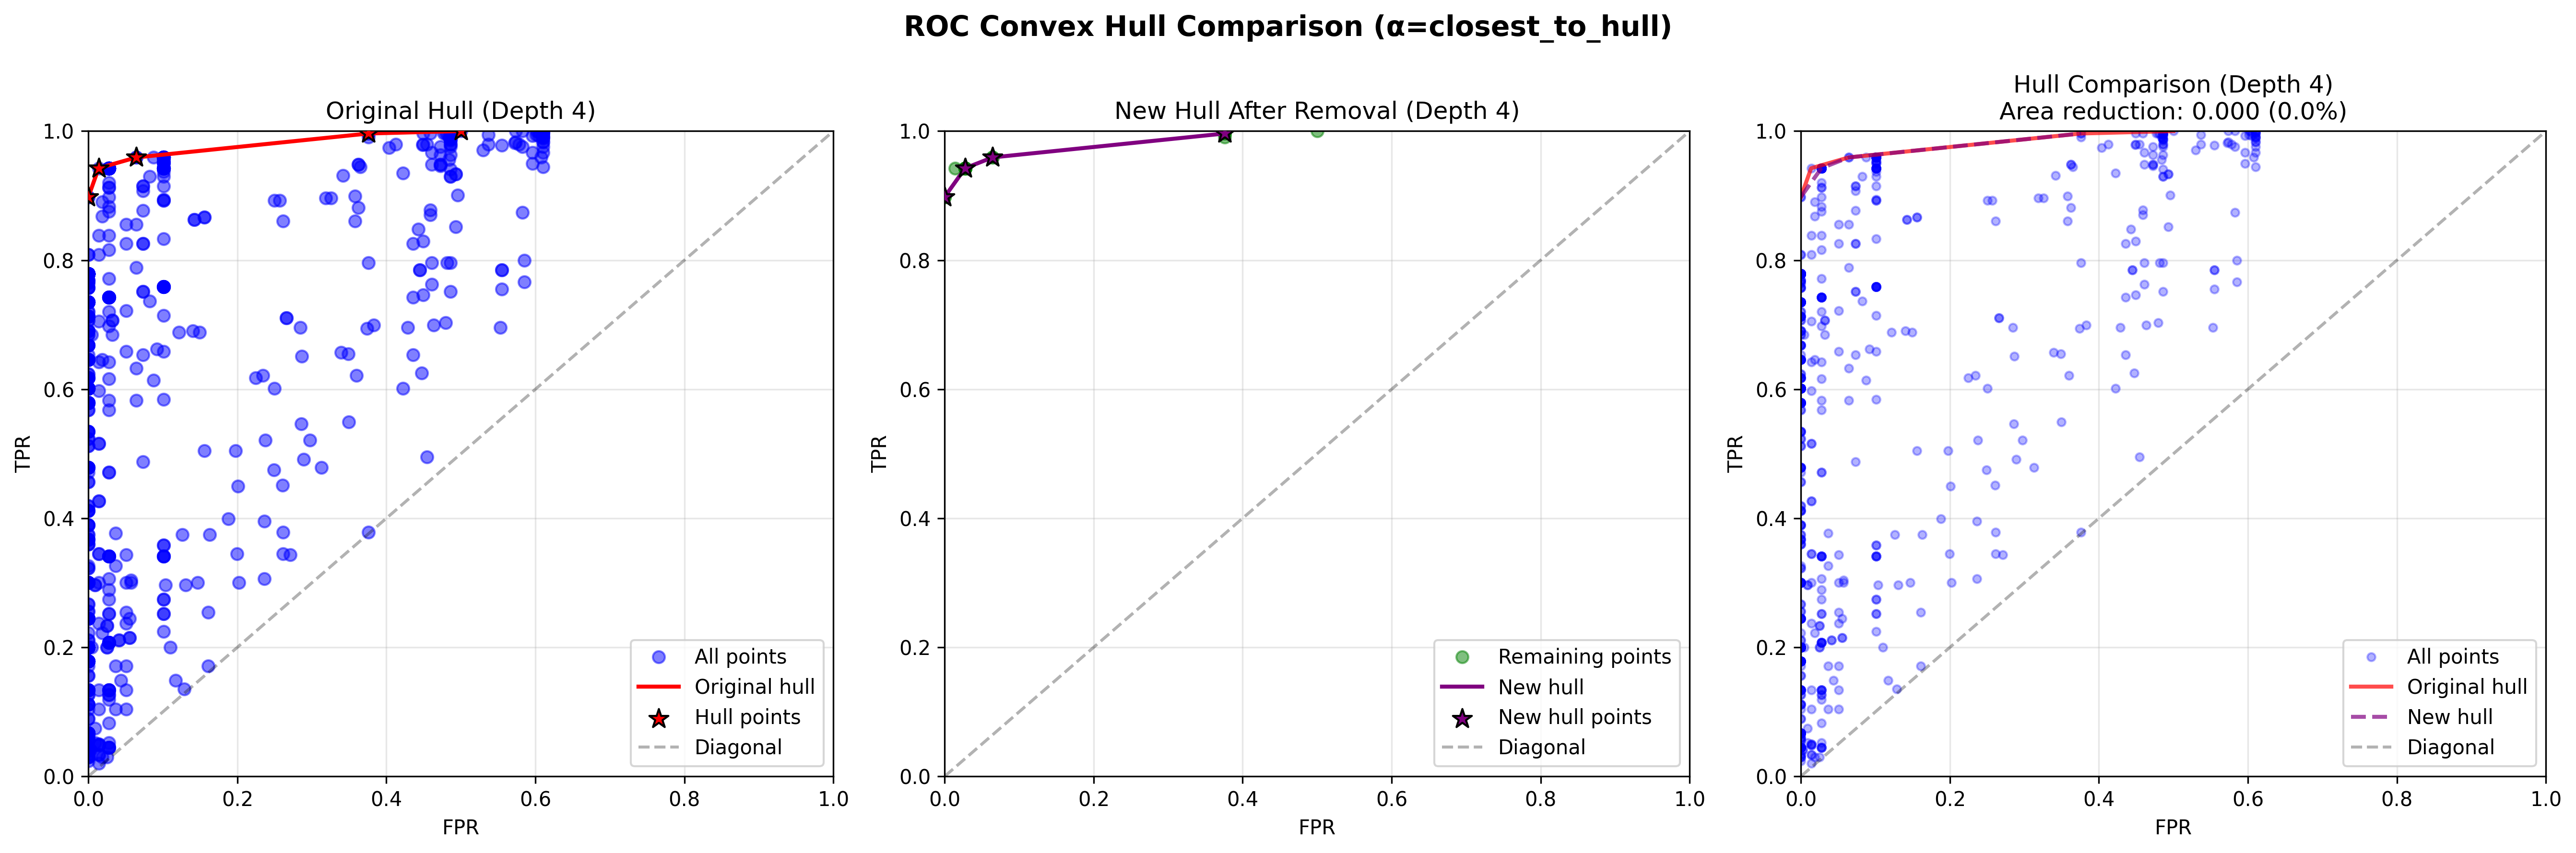 ROC Convex Hull Comparison (α=closest_to_hull)
Original Hull (Depth 4)
1.0
0.8
0.6
0.4
0.2
0.0
TPR
0.0 0.2 0.4 0.6 0.8 1.0
FPR
All points
Original hull
Hull points
Diagonal
New Hull After Removal (Depth 4)
1.0
0.8
0.6
0.4
0.2
0.0
TPR
0.0 0.2 0.4 0.6 0.8 1.0
FPR
Remaining points
New hull
New hull points
Diagonal
Hull Comparison (Depth 4)
Area reduction: 0.000 (0.0%)
1.0
0.8
0.6
0.4
0.2
0.0
TPR
0.0 0.2 0.4 0.6 0.8 1.0
FPR
All points
Original hull
New hull
Diagonal